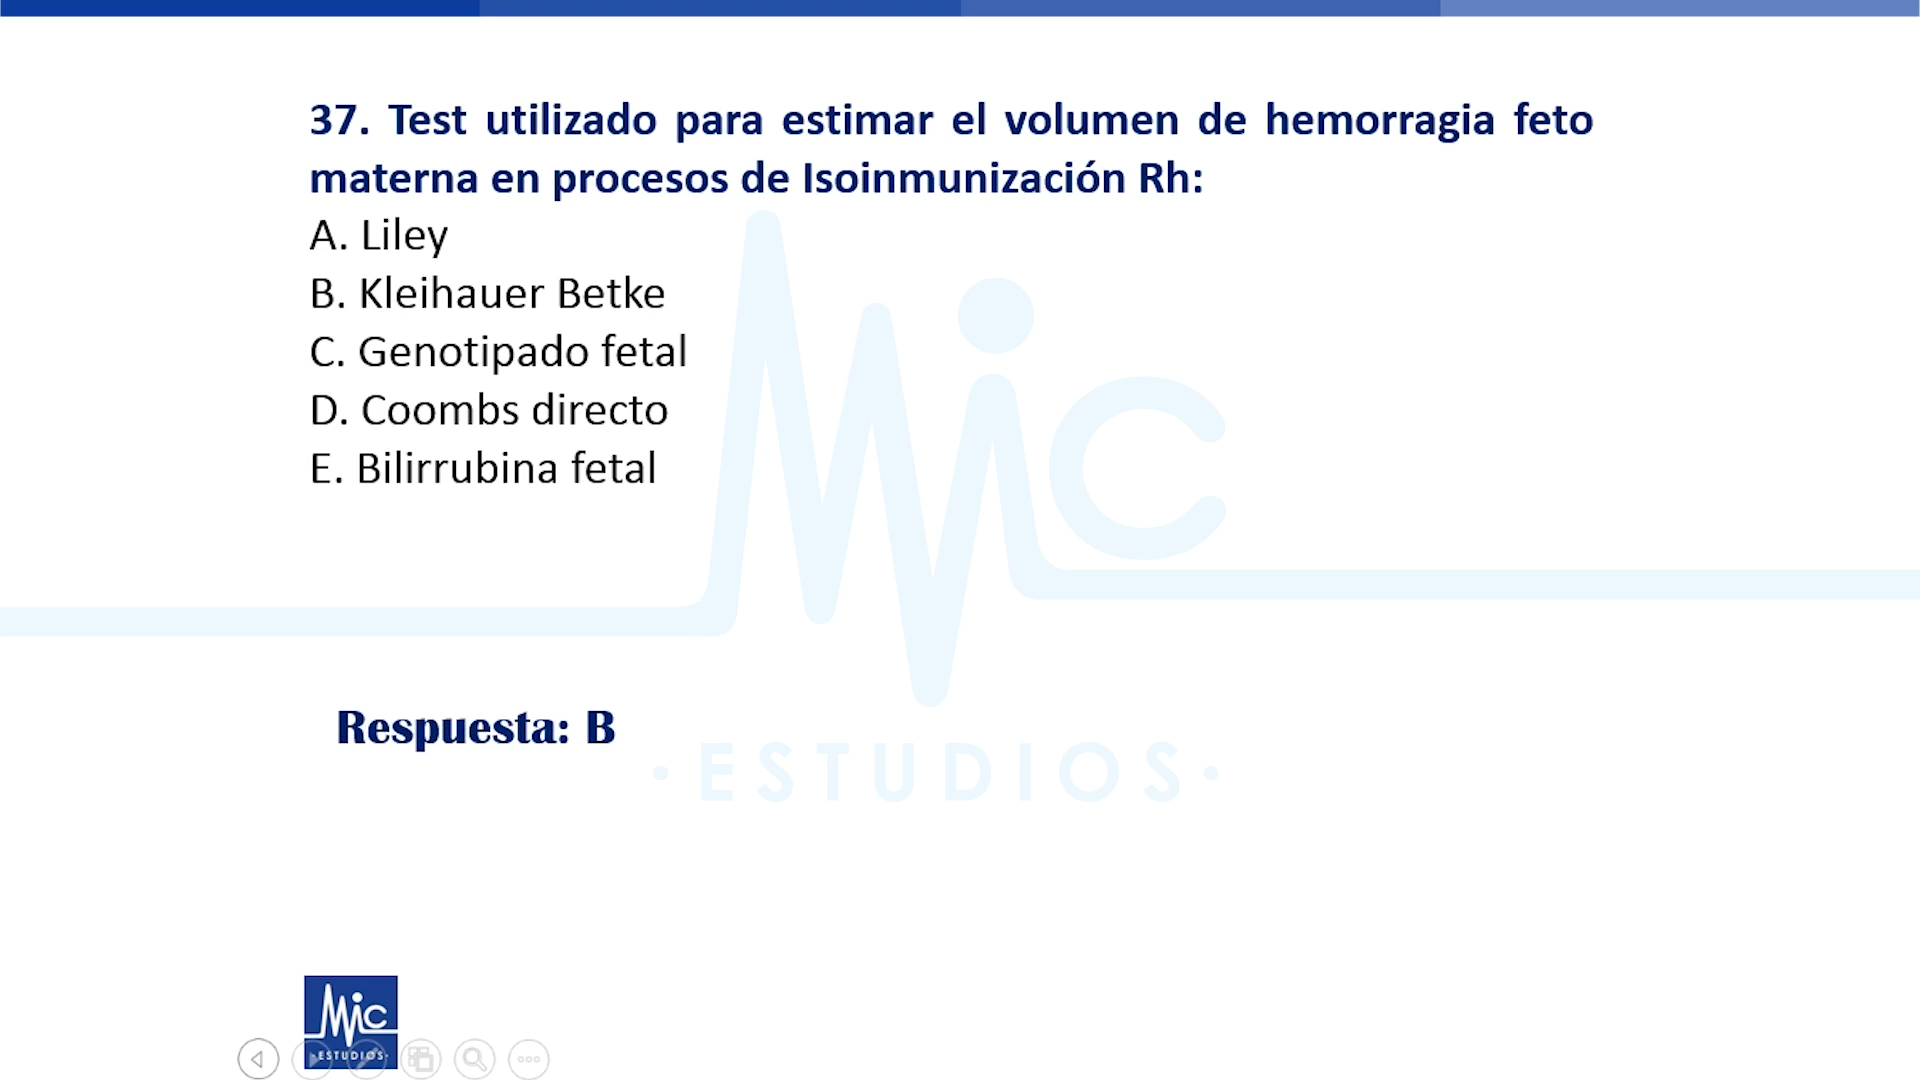 37. Test utilizado para estimar el volumen de hemorragia feto
materna en procesos de Isoinmunización Rh:
A. Liley
B. Kleihauer Betke
C. Genotipado fetal
D. Coombs directo
E. Bilirrubina fetal
Mic
·ESTUDIOS·
Respuesta: B
Mic
·ESTUDIOS·